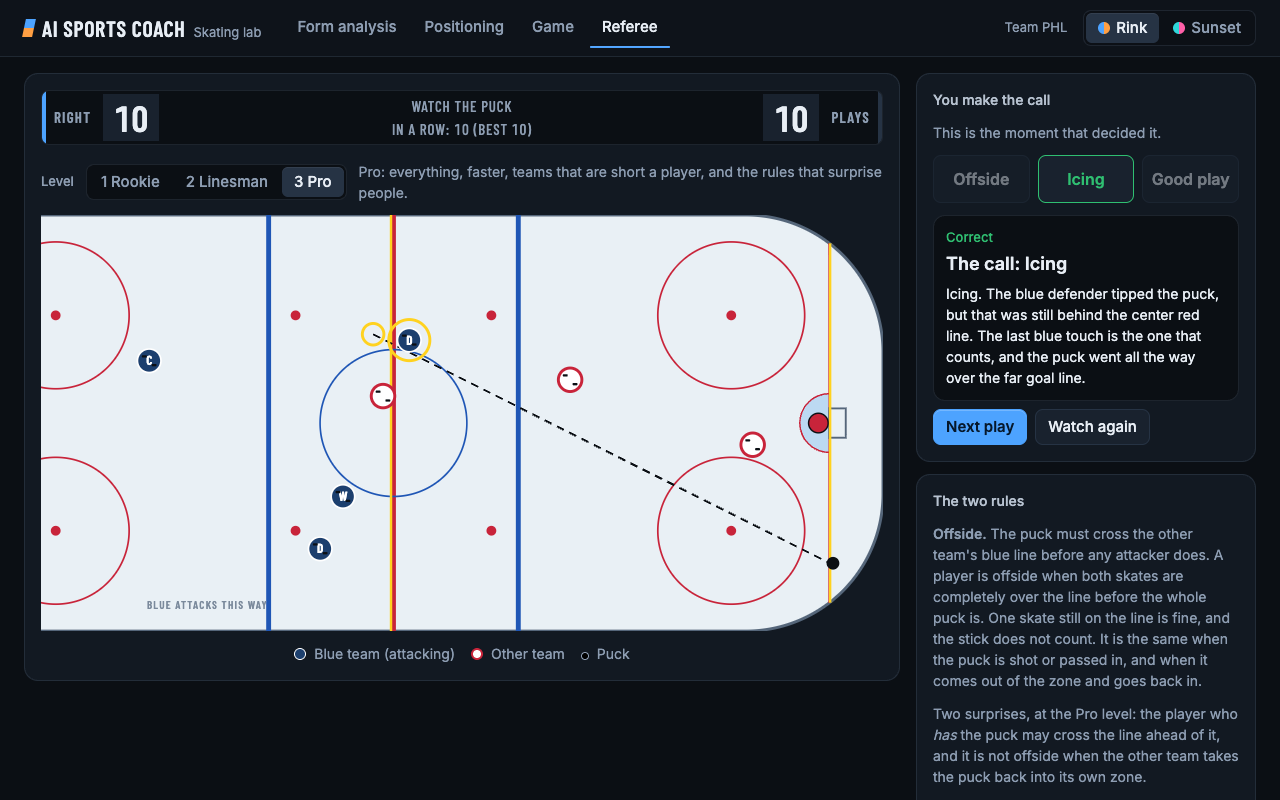 AI SPORTS COACH Skating lab Form analysis Positioning Game Referee Team PHL Rink Sunset
RIGHT 10 WATCH THE PUCK 10 PLAYS
IN A ROW: 10 (BEST 10)
Level 1 Rookie 2 Linesman 3 Pro
Pro: everything, faster, teams that are short a player, and the rules that surprise
people.
D
C
W
D
BLUE ATTACKS THIS WAY
Blue team (attacking) Other team Puck
You make the call
This is the moment that decided it.
Offside Icing Good play
Correct
The call: Icing
Icing. The blue defender tipped the puck,
but that was still behind the center red
line. The last blue touch is the one that
counts, and the puck went all the way
over the far goal line.
Next play Watch again
The two rules
Offside. The puck must cross the other
team's blue line before any attacker does. A
player is offside when both skates are
completely over the line before the whole
puck is. One skate still on the line is fine, and
the stick does not count. It is the same when
the puck is shot or passed in, and when it
comes out of the zone and goes back in.
Two surprises, at the Pro level: the player who
has the puck may cross the line ahead of it,
and it is not offside when the other team takes
the puck back into its own zone.